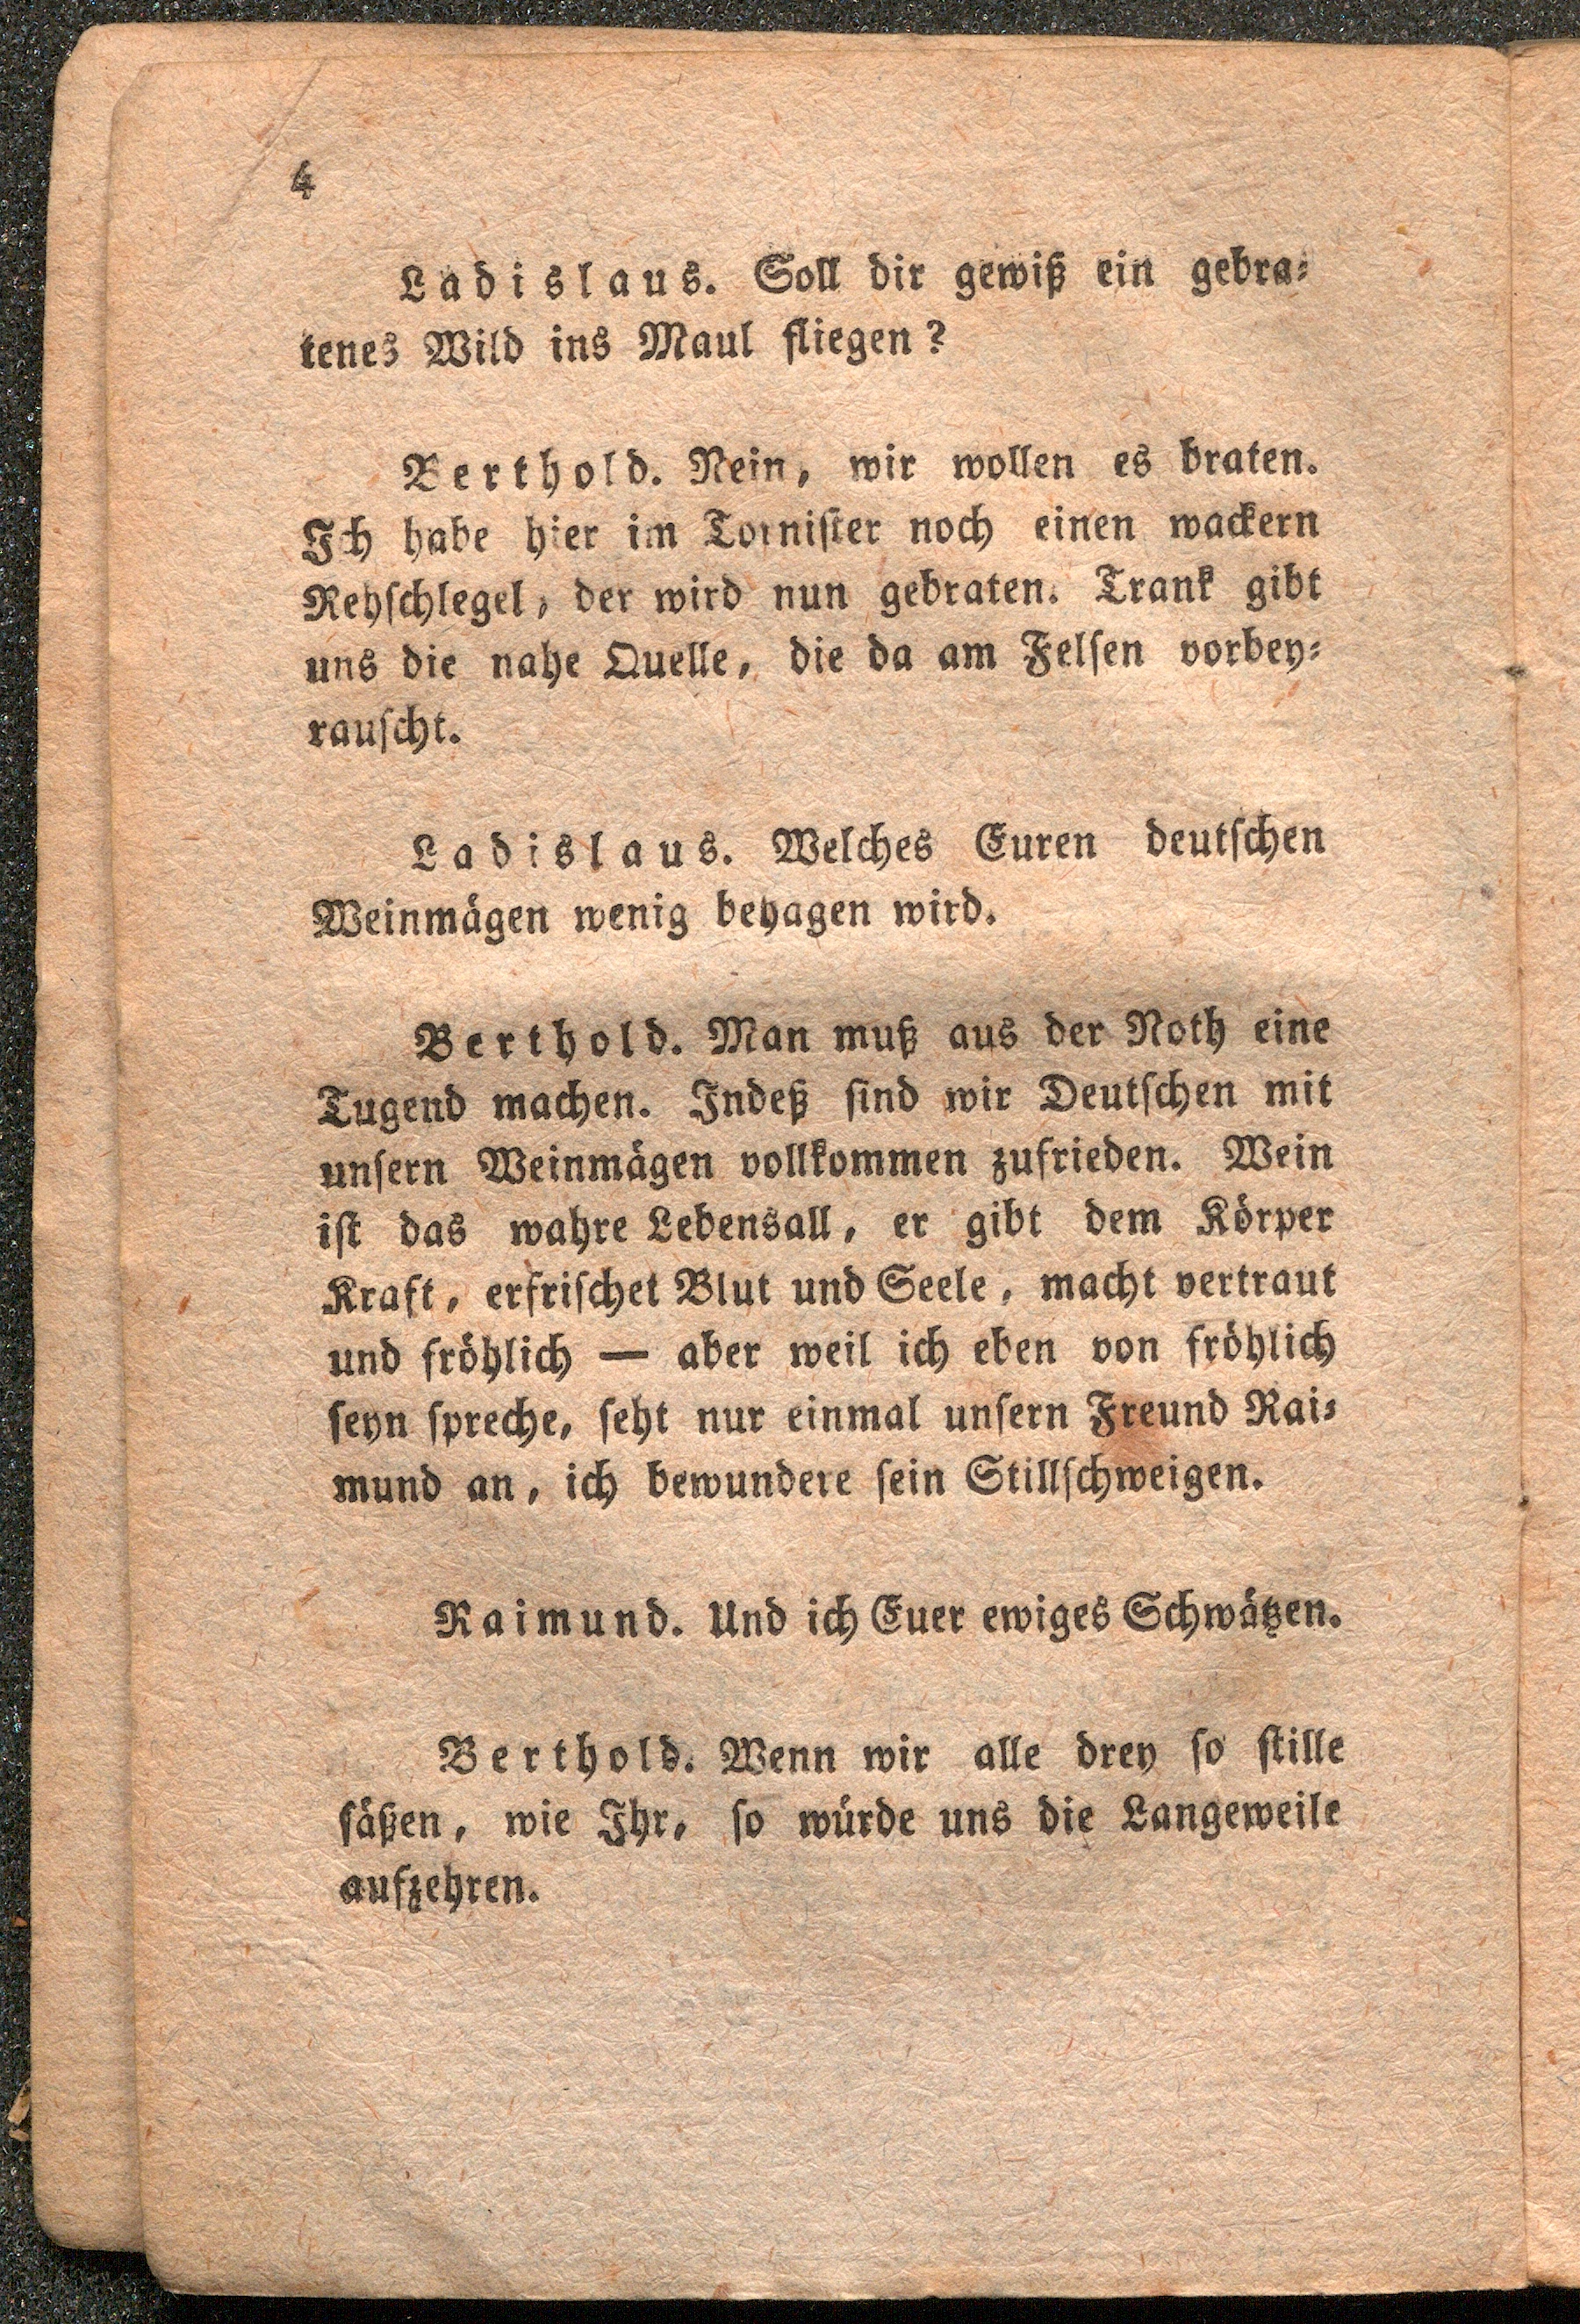 4
Ladislaus. Soll dir gewiß ein gebra⸗
tenes Wild ins Maul fliegen?
Berthold. Nein, wir wollen es braten.
Ich habe hier im Tornister noch einen wackern
Rehschlegel, der wird nun gebraten. Trank gibt
uns die nahe Quelle, die da am Felsen vorbey⸗
rauscht.
Ladislaus. Welches Euren deutschen
Weinmägen wenig behagen wird.
Berthold. Man muß aus der Noth eine
Tugend machen. Indeß sind wir Deutschen mit
unsern Weinmägen vollkommen zufrieden. Wein
ist das wahre Lebensall, er gibt dem Körper
Kraft, erfrischet Blut und Seele, macht vertraut
und fröhlich — aber weil ich eben von fröhlich
seyn spreche, seht nur einmal unsern Freund Rai⸗
mund an, ich bewundere sein Stillschweigen.
Raimund. Und ich Euer ewiges Schwätzen.
Berthold. Wenn wir alle drey so stille
säßen, wie Ihr, so würde uns die Langeweile
aufzehren.